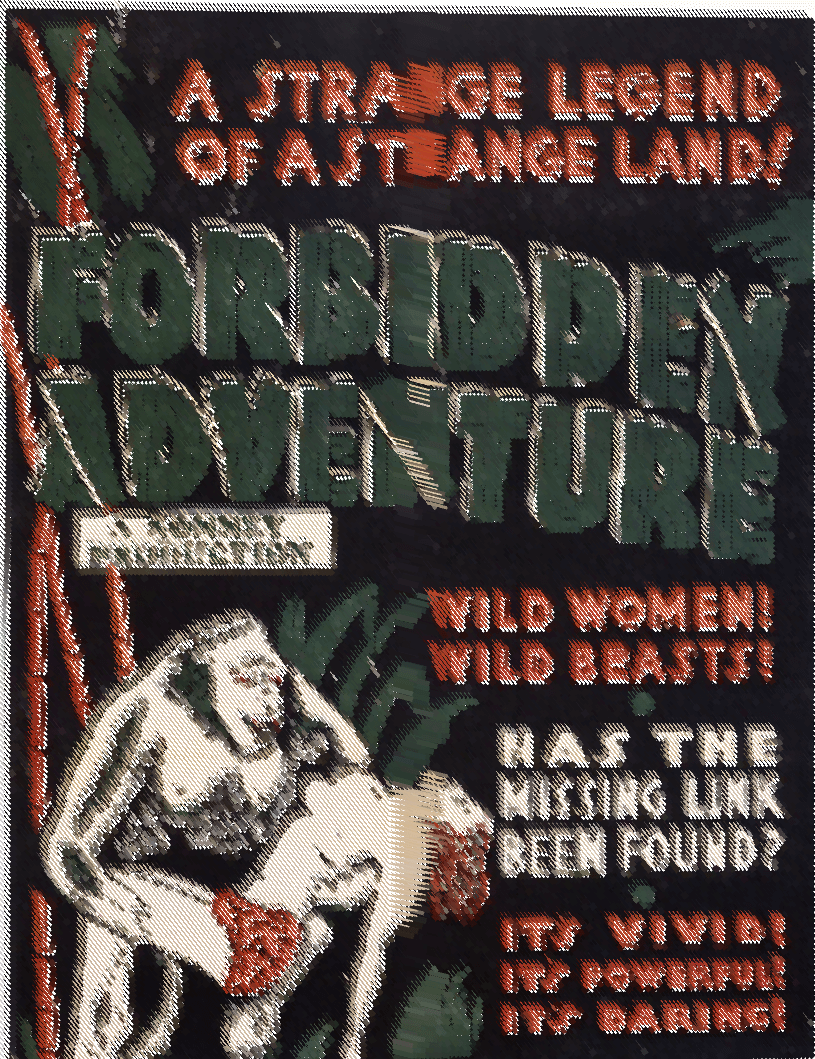 A STRANGE LEGEND
OF A STRANGE LAND!
FORBIDDEN
ADVENTURE
A
PRODUCTION
WILD WOMEN!
WILD BEASTS!
HAS THE
MISSING LINK
BEEN FOUND?
IT'S VIVID!
IT'S POWERFUL!
IT'S DARING!